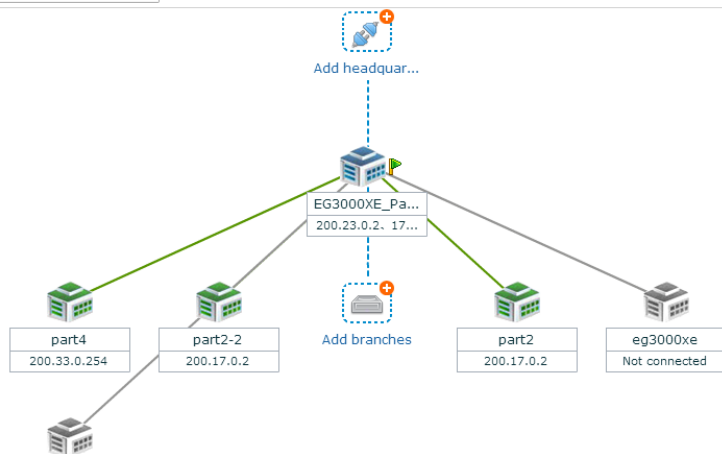 Add headquar...
EG3000XE_Pa...
200.23.0.2、17...
part4
200.33.0.254
part2-2
200.17.0.2
Add branches
part2
200.17.0.2
eg3000xe
Not connected